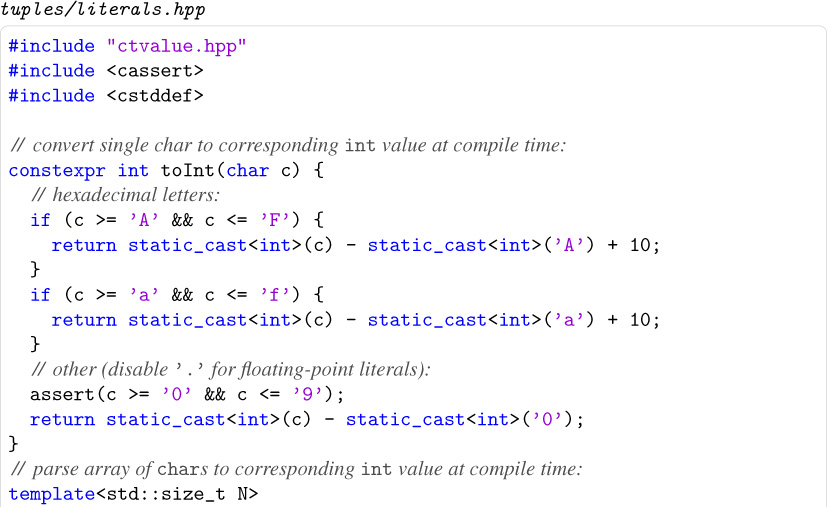 tuples/literals.hpp
#include "ctvalue.hpp"
#include <cassert>
#include <cstddef>
// convert single char to corresponding int value at compile time:
constexpr int toInt(char c) {
// hexadecimal letters:
if (c >= ’A’ && c <= ’F’) {
return static_cast<int>(c) - static_cast<int>(’A’) + 10;
}
if (c >= ’a’ && c <= ’f’) {
return static_cast<int>(c) - static_cast<int>(’a’) + 10;
}
// other (disable ’.’ for floating-point literals):
assert(c >= ’0’ && c <= ’9’);
return static_cast<int>(c) - static_cast<int>(’0’);
}
// parse array of chars to corresponding int value at compile time:
template<std::size_t N>